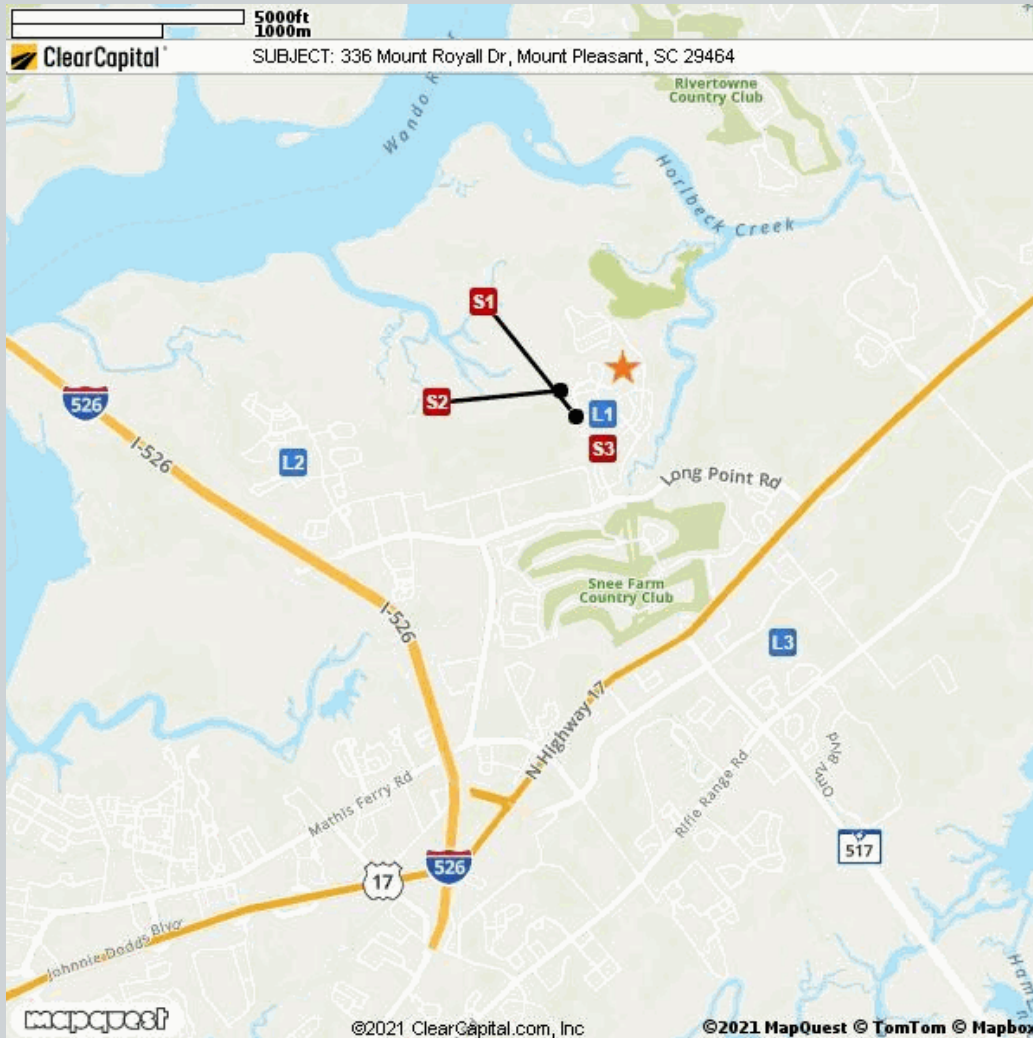 5000ft
1000m
ClearCapital
SUBJECT: 336 Mount Royall Dr, Mount Pleasant, SC 29464
Rivertowne
Country Club
Wando R
Horlbeck Creek
S1
S2
L1
S3
L2
526
I-526
Long Point Rd
Snee Farm
Country Club
I-526
L3
N Highway 17
Mathis Ferry Rd
Rifle Range Rd
Blvd
517
526
17
Johnnie Dodds Blvd
mapquest
©2021 ClearCapital.com, Inc
©2021 MapQuest © TomTom © Mapbox